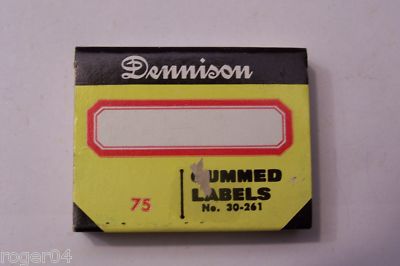 Dennison
75
GUMMED
LABELS
No. 30-261
roger04